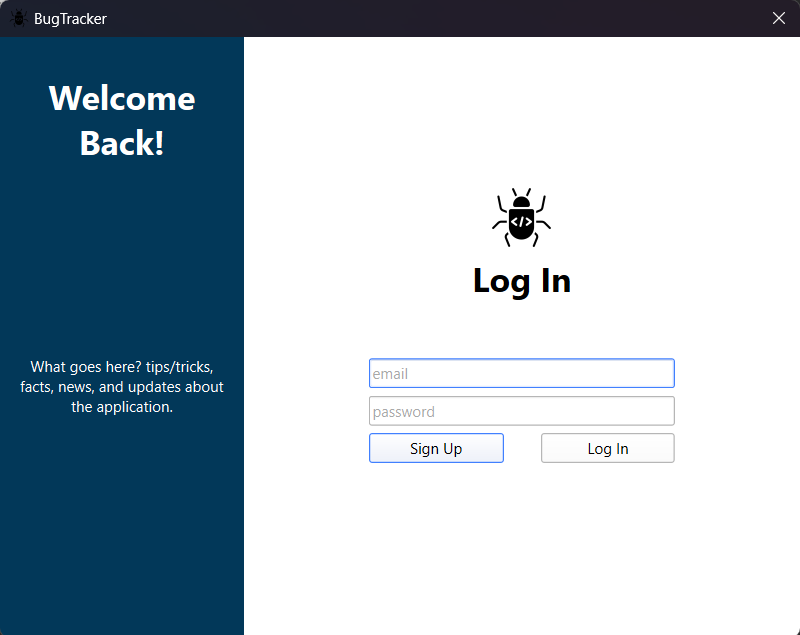 BugTracker
Welcome
Back!
What goes here? tips/tricks,
facts, news, and updates about
the application.
</>
Log In
email
password
Sign Up
Log In